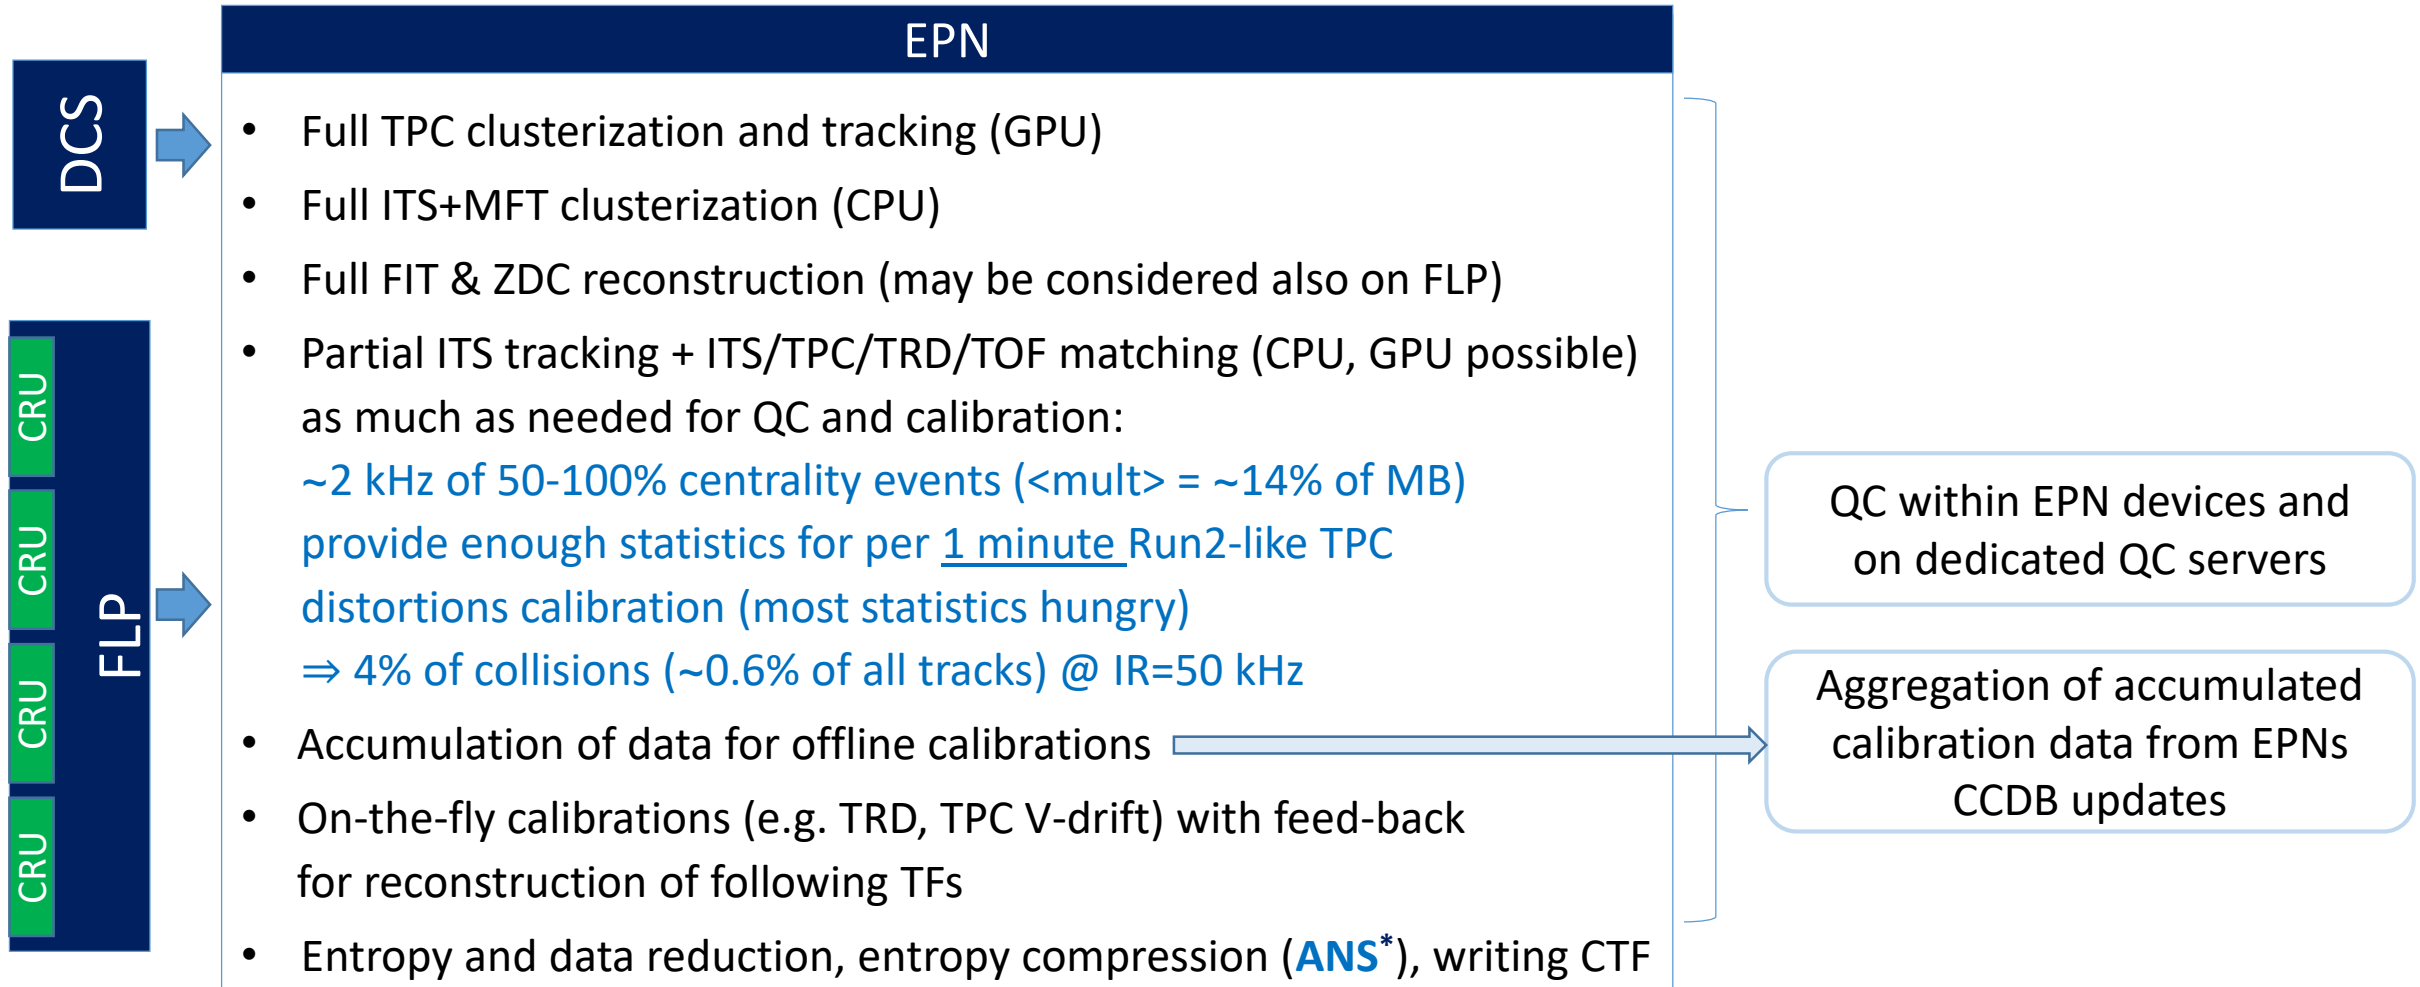 EPN
DCS
• Full TPC clusterization and tracking (GPU)
• Full ITS+MFT clusterization (CPU)
• Full FIT & ZDC reconstruction (may be considered also on FLP)
• Partial ITS tracking + ITS/TPC/TRD/TOF matching (CPU, GPU possible)
as much as needed for QC and calibration:
~2 kHz of 50-100% centrality events (<mult> = ~14% of MB)
provide enough statistics for per 1 minute Run2-like TPC
distortions calibration (most statistics hungry)
⇒ 4% of collisions (~0.6% of all tracks) @ IR=50 kHz
• Accumulation of data for offline calibrations
• On-the-fly calibrations (e.g. TRD, TPC V-drift) with feed-back
for reconstruction of following TFs
• Entropy and data reduction, entropy compression (ANS*), writing CTF
CRU
CRU
CRU
CRU
FLP
QC within EPN devices and
on dedicated QC servers
Aggregation of accumulated
calibration data from EPNs
CCDB updates